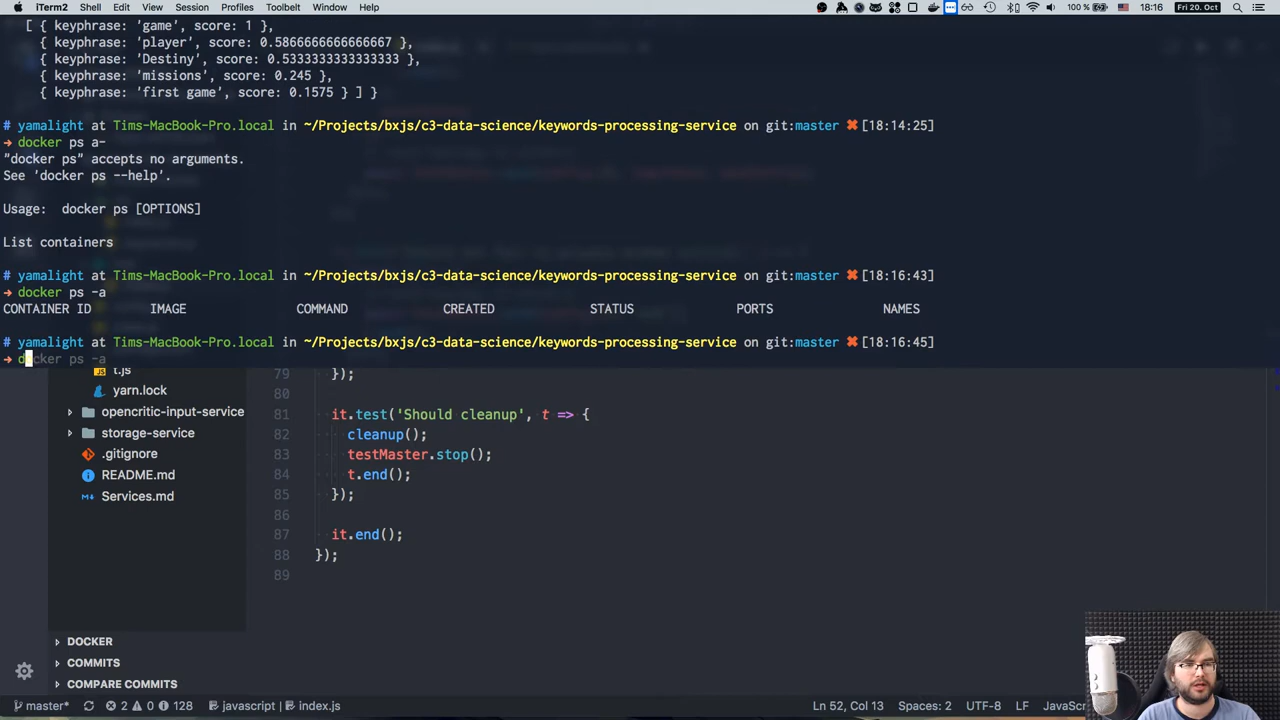 iTerm2 Shell Edit View Session Profiles Toolbelt Window Help 100 % 18:16 Fri 20. Oct
[ { keyphrase: 'game', score: 1 },
{ keyphrase: 'player', score: 0.5866666666666667 },
{ keyphrase: 'Destiny', score: 0.5333333333333333 },
{ keyphrase: 'missions', score: 0.245 },
{ keyphrase: 'first game', score: 0.1575 } ] }
# yamalight at Tims-MacBook-Pro.local in ~/Projects/bxjs/c3-data-science/keywords-processing-service on git:master ✖ [18:14:25]
→ docker ps a-
"docker ps" accepts no arguments.
See 'docker ps --help'.
Usage: docker ps [OPTIONS]
List containers
# yamalight at Tims-MacBook-Pro.local in ~/Projects/bxjs/c3-data-science/keywords-processing-service on git:master ✖ [18:16:43]
→ docker ps -a
CONTAINER ID IMAGE COMMAND CREATED STATUS PORTS NAMES
# yamalight at Tims-MacBook-Pro.local in ~/Projects/bxjs/c3-data-science/keywords-processing-service on git:master ✖ [18:16:45]
→ docker ps -a
JS t.js
yarn.lock
opencritic-input-service
storage-service
.gitignore
README.md
Services.md
DOCKER
COMMITS
COMPARE COMMITS
79 });
80
81 it.test('Should cleanup', t => {
82 cleanup();
83 testMaster.stop();
84 t.end();
85 });
86
87 it.end();
88 });
89
master* 2 0 128 javascript | index.js Ln 52, Col 13 Spaces: 2 UTF-8 LF JavaSc